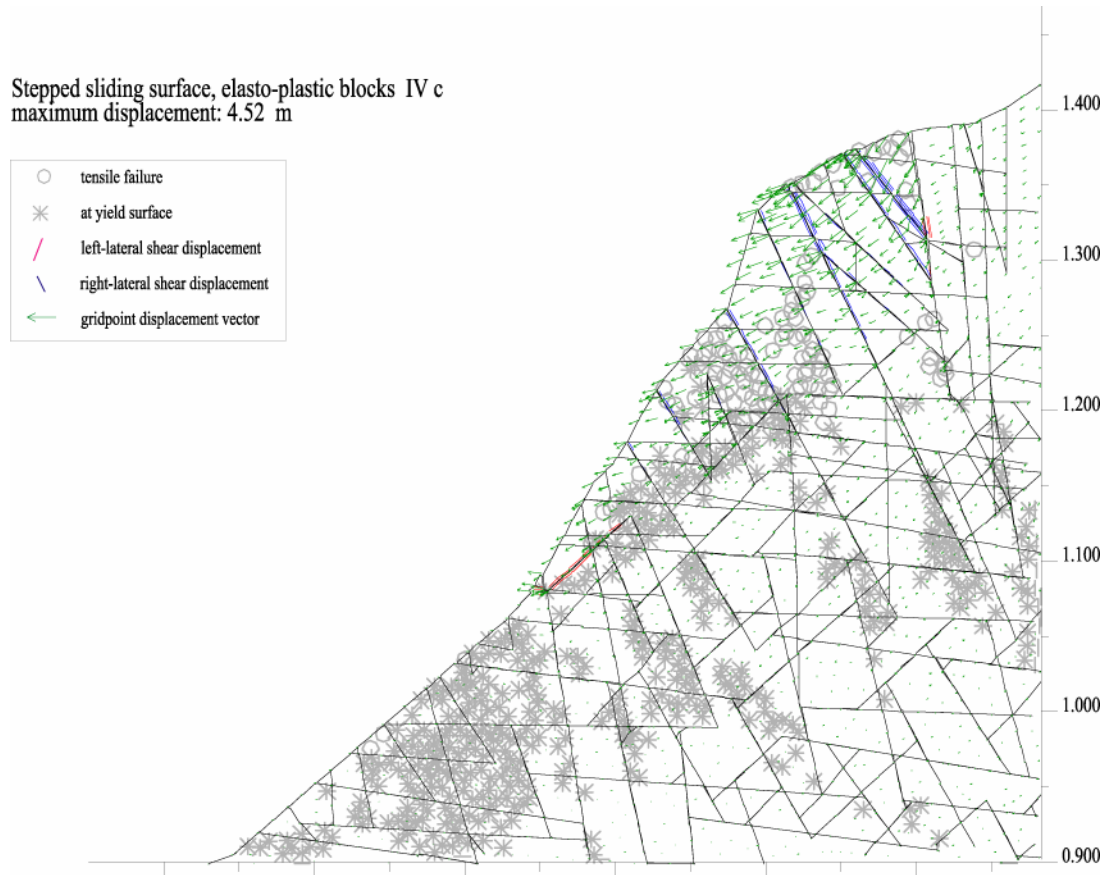 Stepped sliding surface, elasto-plastic blocks IV c
maximum displacement: 4.52 m
tensile failure
at yield surface
left-lateral shear displacement
right-lateral shear displacement
gridpoint displacement vector
1.400
1.300
1.200
1.100
1.000
0.900